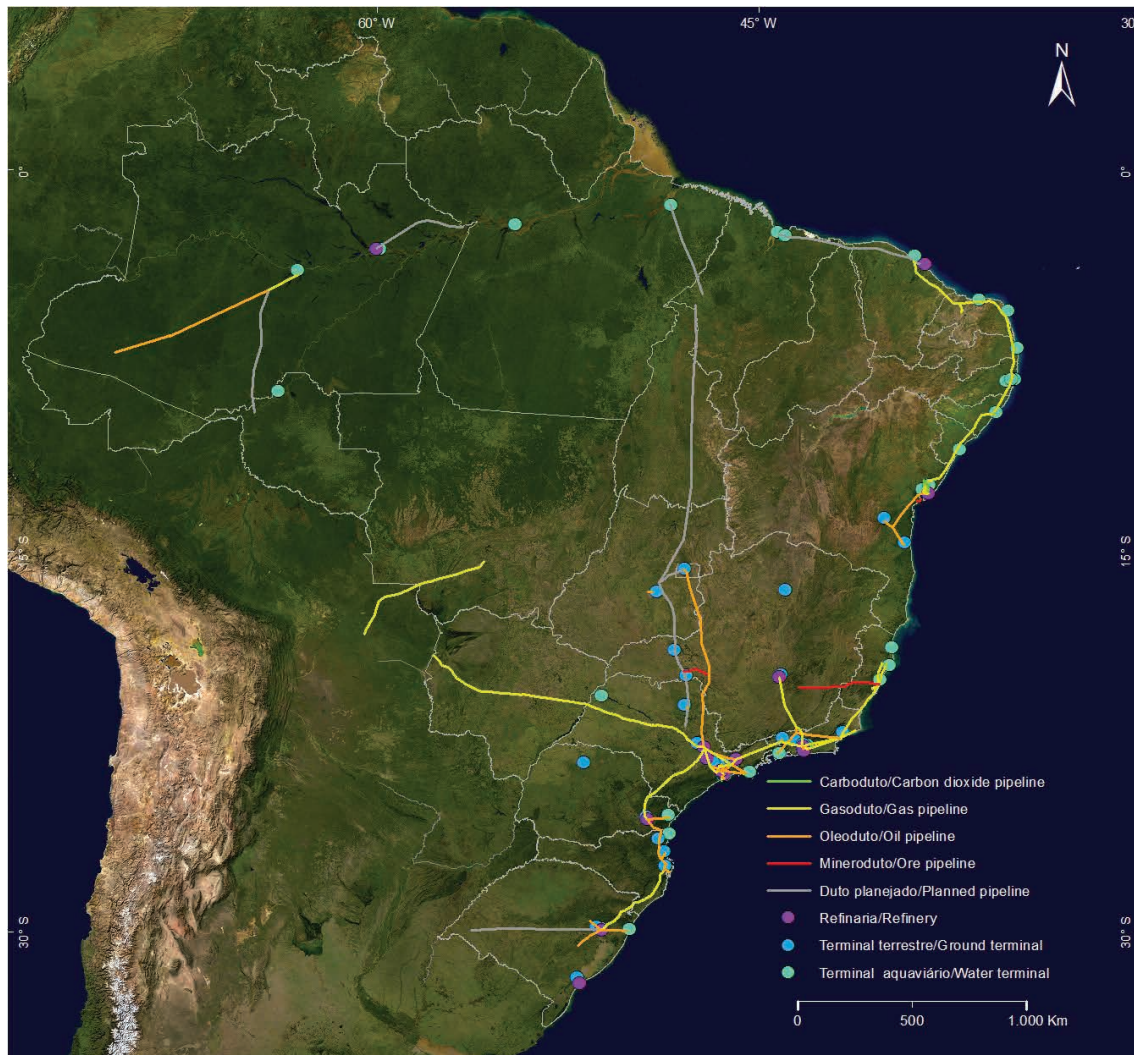 60° W
45° W
30
N
0°
0°
15° S
15° S
Carboduto/Carbon dioxide pipeline
Gasoduto/Gas pipeline
Oleoduto/Oil pipeline
Mineroduto/Ore pipeline
Duto planejado/Planned pipeline
Refinaria/Refinery
30° S
30° S
Terminal terrestre/Ground terminal
Terminal aquaviário/Water terminal
0
500
1.000 Km